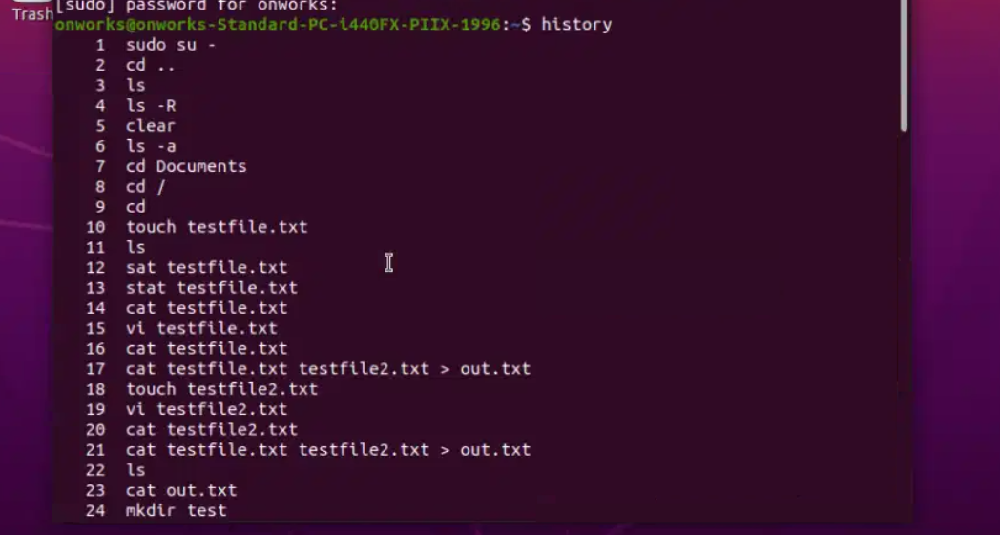 [sudo] password for onworks:
Trash
onworks@onworks-Standard-PC-i440FX-PIIX-1996:~$ history
1 sudo su -
2 cd ..
3 ls
4 ls -R
5 clear
6 ls -a
7 cd Documents
8 cd /
9 cd
10 touch testfile.txt
11 ls
12 sat testfile.txt
13 stat testfile.txt
14 cat testfile.txt
15 vi testfile.txt
16 cat testfile.txt
17 cat testfile.txt testfile2.txt > out.txt
18 touch testfile2.txt
19 vi testfile2.txt
20 cat testfile2.txt
21 cat testfile.txt testfile2.txt > out.txt
22 ls
23 cat out.txt
24 mkdir test